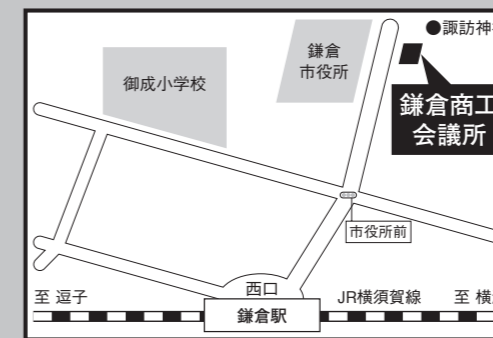 ●諏訪神
鎌倉
市役所
御成小学校
鎌倉商工
会議所
市役所前
西口
至 逗子
JR横須賀線
至 横
鎌倉駅